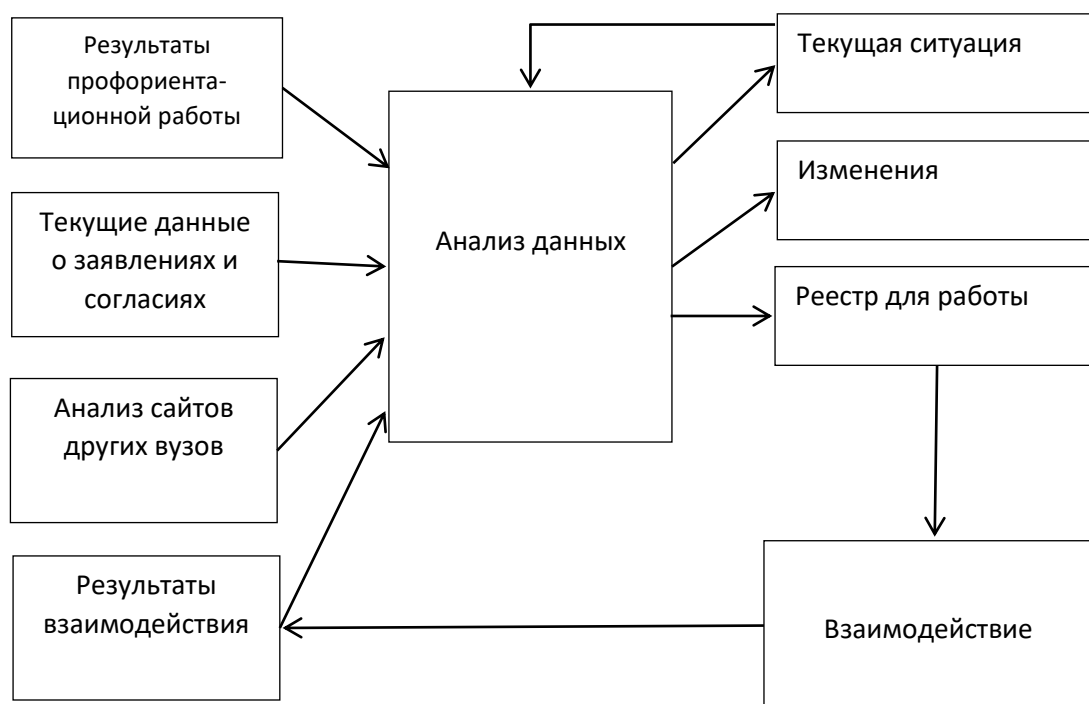 Результаты
профориента-
ционной работы
Текущие данные
о заявлениях и
согласиях
Анализ сайтов
других вузов
Результаты
взаимодействия
Анализ данных
Текущая ситуация
Изменения
Реестр для работы
Взаимодействие